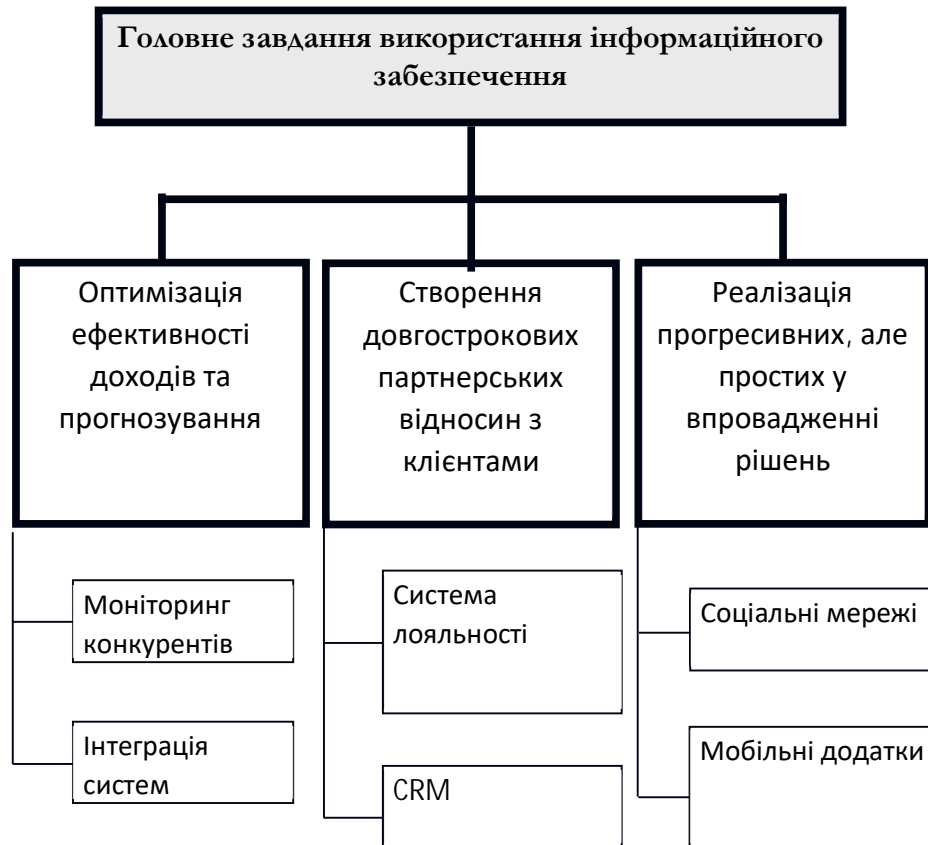 Головне завдання використання інформаційного
забезпечення
Оптимізація
ефективності
доходів та
прогнозування
Створення
довгострокових
партнерських
відносин з
клієнтами
Реалізація
прогресивних, але
простих у
впровадженні
рішень
Моніторинг
конкурентів
Інтеграція
систем
Система
лояльності
CRM
Соціальні мережі
Мобільні додатки